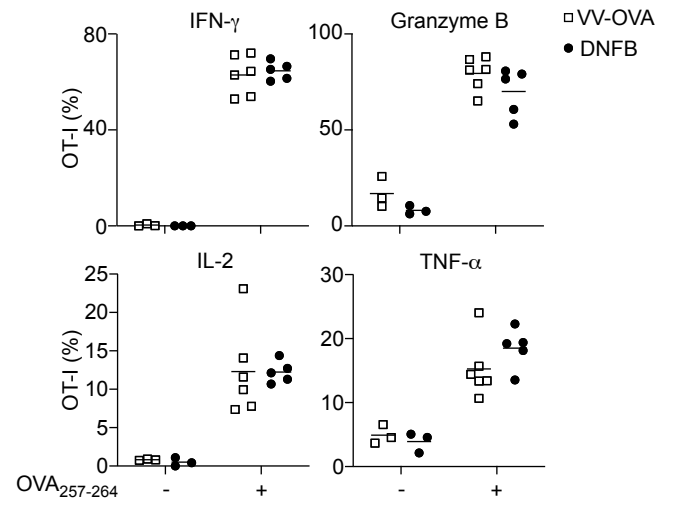 IFN-γ
Granzyme B
VV-OVA
DNFB
80
40
0
OT-I (%)
100
50
0
IL-2
TNF-α
25
20
15
10
5
0
OT-I (%)
30
20
10
0
OVA257-264
- +
- +